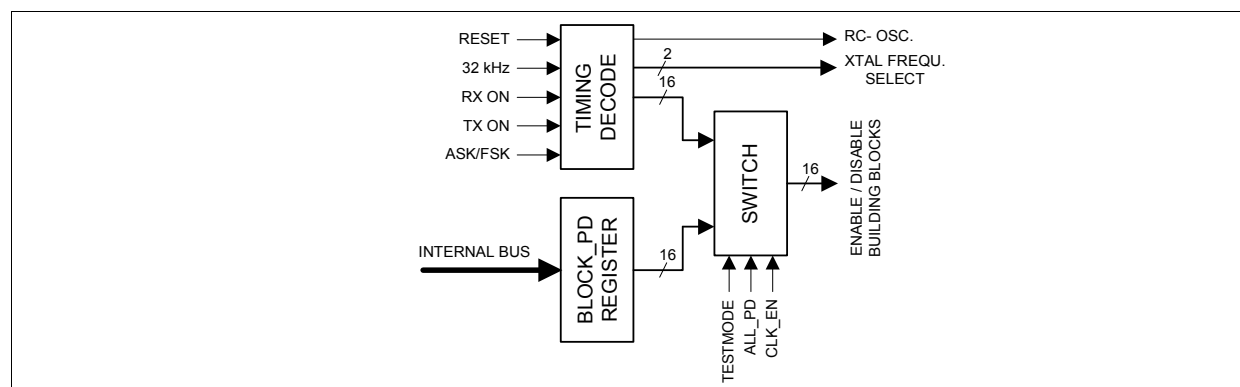 RESET
32 kHz
RX ON
TX ON
ASK/FSK
TIMING
DECODE
RC- OSC.
2
XTAL FREQU.
SELECT
16
SWITCH
16
ENABLE / DISABLE
BUILDING BLOCKS
INTERNAL BUS
BLOCK_PD
REGISTER
16
TESTMODE
ALL_PD
CLK_EN